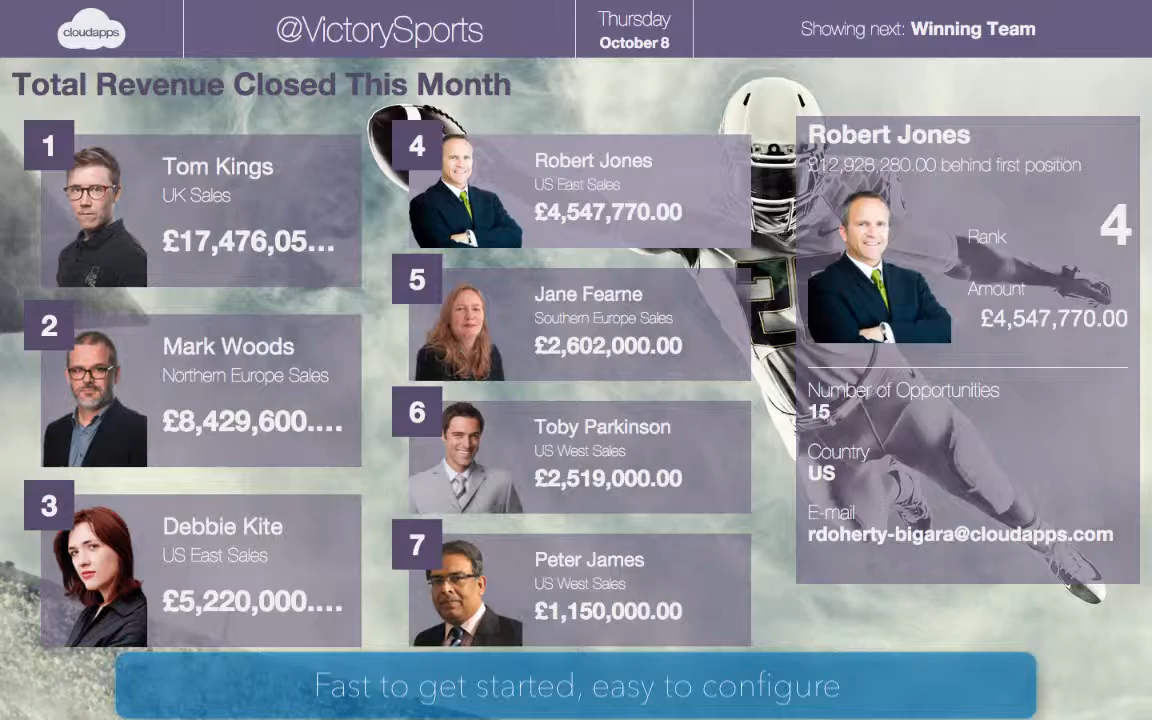 cloudapps
@VictorySports
Thursday
October 8
Showing next: Winning Team
Total Revenue Closed This Month
1
Tom Kings
UK Sales
£17,476,05...
2
Mark Woods
Northern Europe Sales
£8,429,600....
3
Debbie Kite
US East Sales
£5,220,000....
4
Robert Jones
US East Sales
£4,547,770.00
5
Jane Fearne
Southern Europe Sales
£2,602,000.00
6
Toby Parkinson
US West Sales
£2,519,000.00
7
Peter James
US West Sales
£1,150,000.00
Robert Jones
£12,928,280.00 behind first position
Rank
4
Amount
£4,547,770.00
Number of Opportunities
15
Country
US
E-mail
rdoherty-bigara@cloudapps.com
Fast to get started, easy to configure